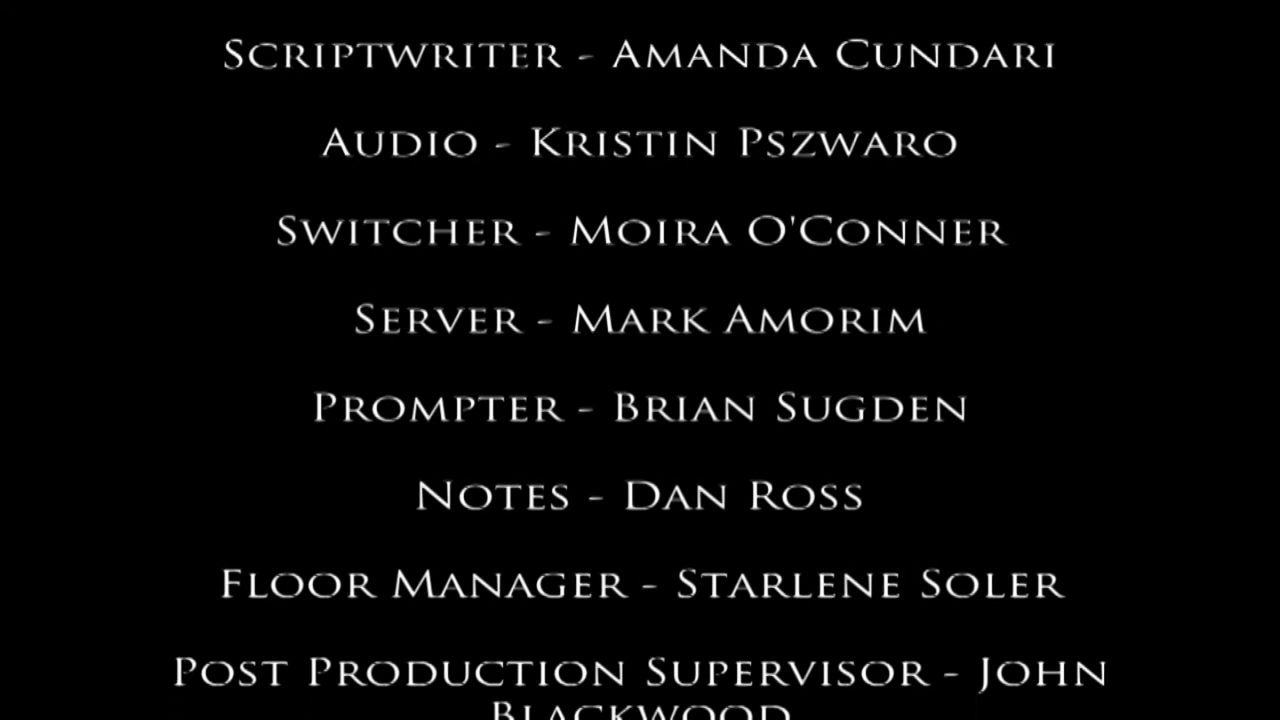 Scriptwriter - Amanda Cundari
Audio - Kristin Pszwaro
Switcher - Moira O'Conner
Server - Mark Amorim
Prompter - Brian Sugden
Notes - Dan Ross
Floor Manager - Starlene Soler
Post Production Supervisor - John
Blackwood